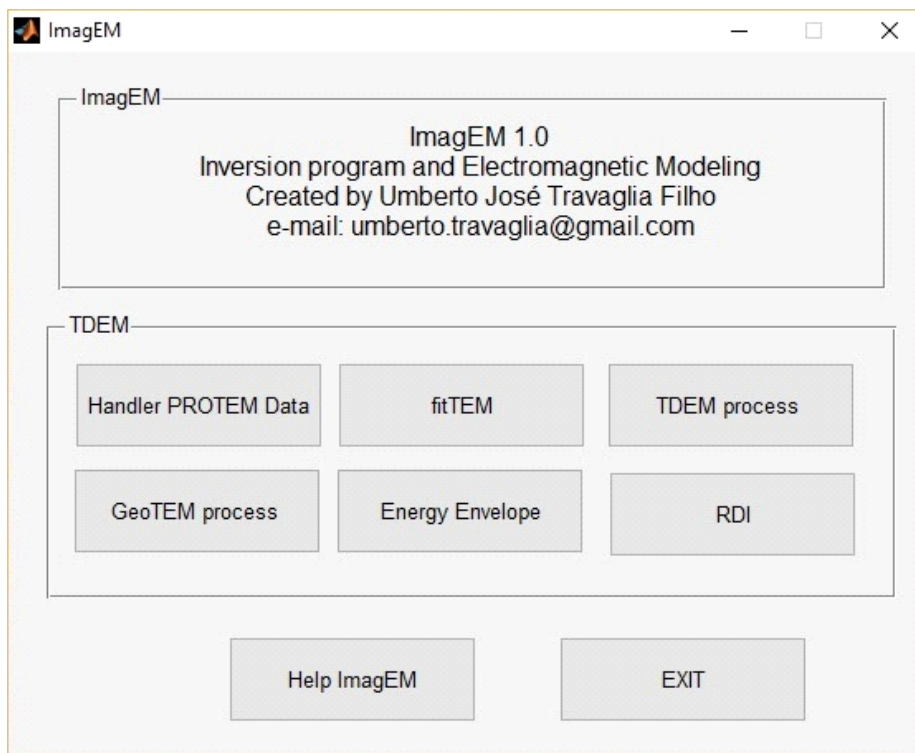 ImagEM
ImagEM
ImagEM 1.0
Inversion program and Electromagnetic Modeling
Created by Umberto José Travaglia Filho
e-mail: umberto.travaglia@gmail.com
TDEM
Handler PROTEM Data
fitTEM
TDEM process
GeoTEM process
Energy Envelope
RDI
Help ImagEM
EXIT